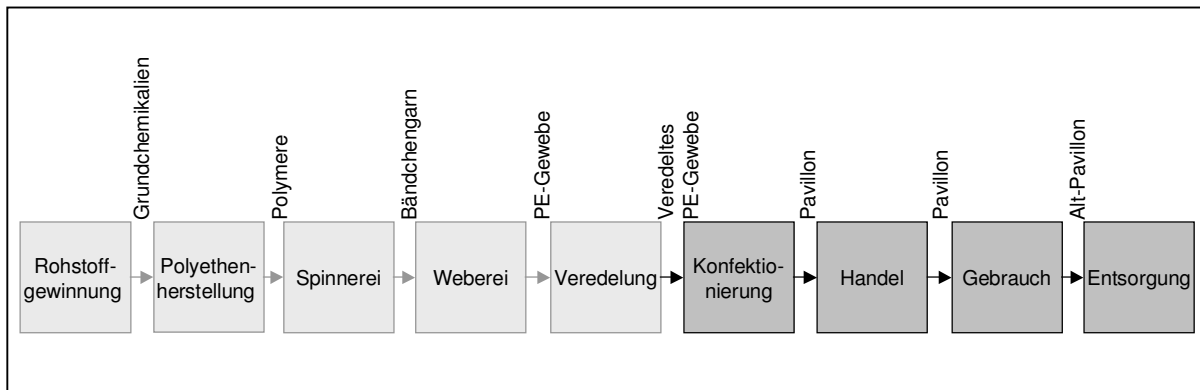 Grundchemikalien
Polymere
Bändchengarn
PE-Gewebe
Veredeltes
PE-Gewebe
Pavillon
Pavillon
Alt-Pavillon
Rohstoff-
gewinnung
Polyethen-
herstellung
Spinnerei
Weberei
Veredelung
Konfektio-
nierung
Handel
Gebrauch
Entsorgung